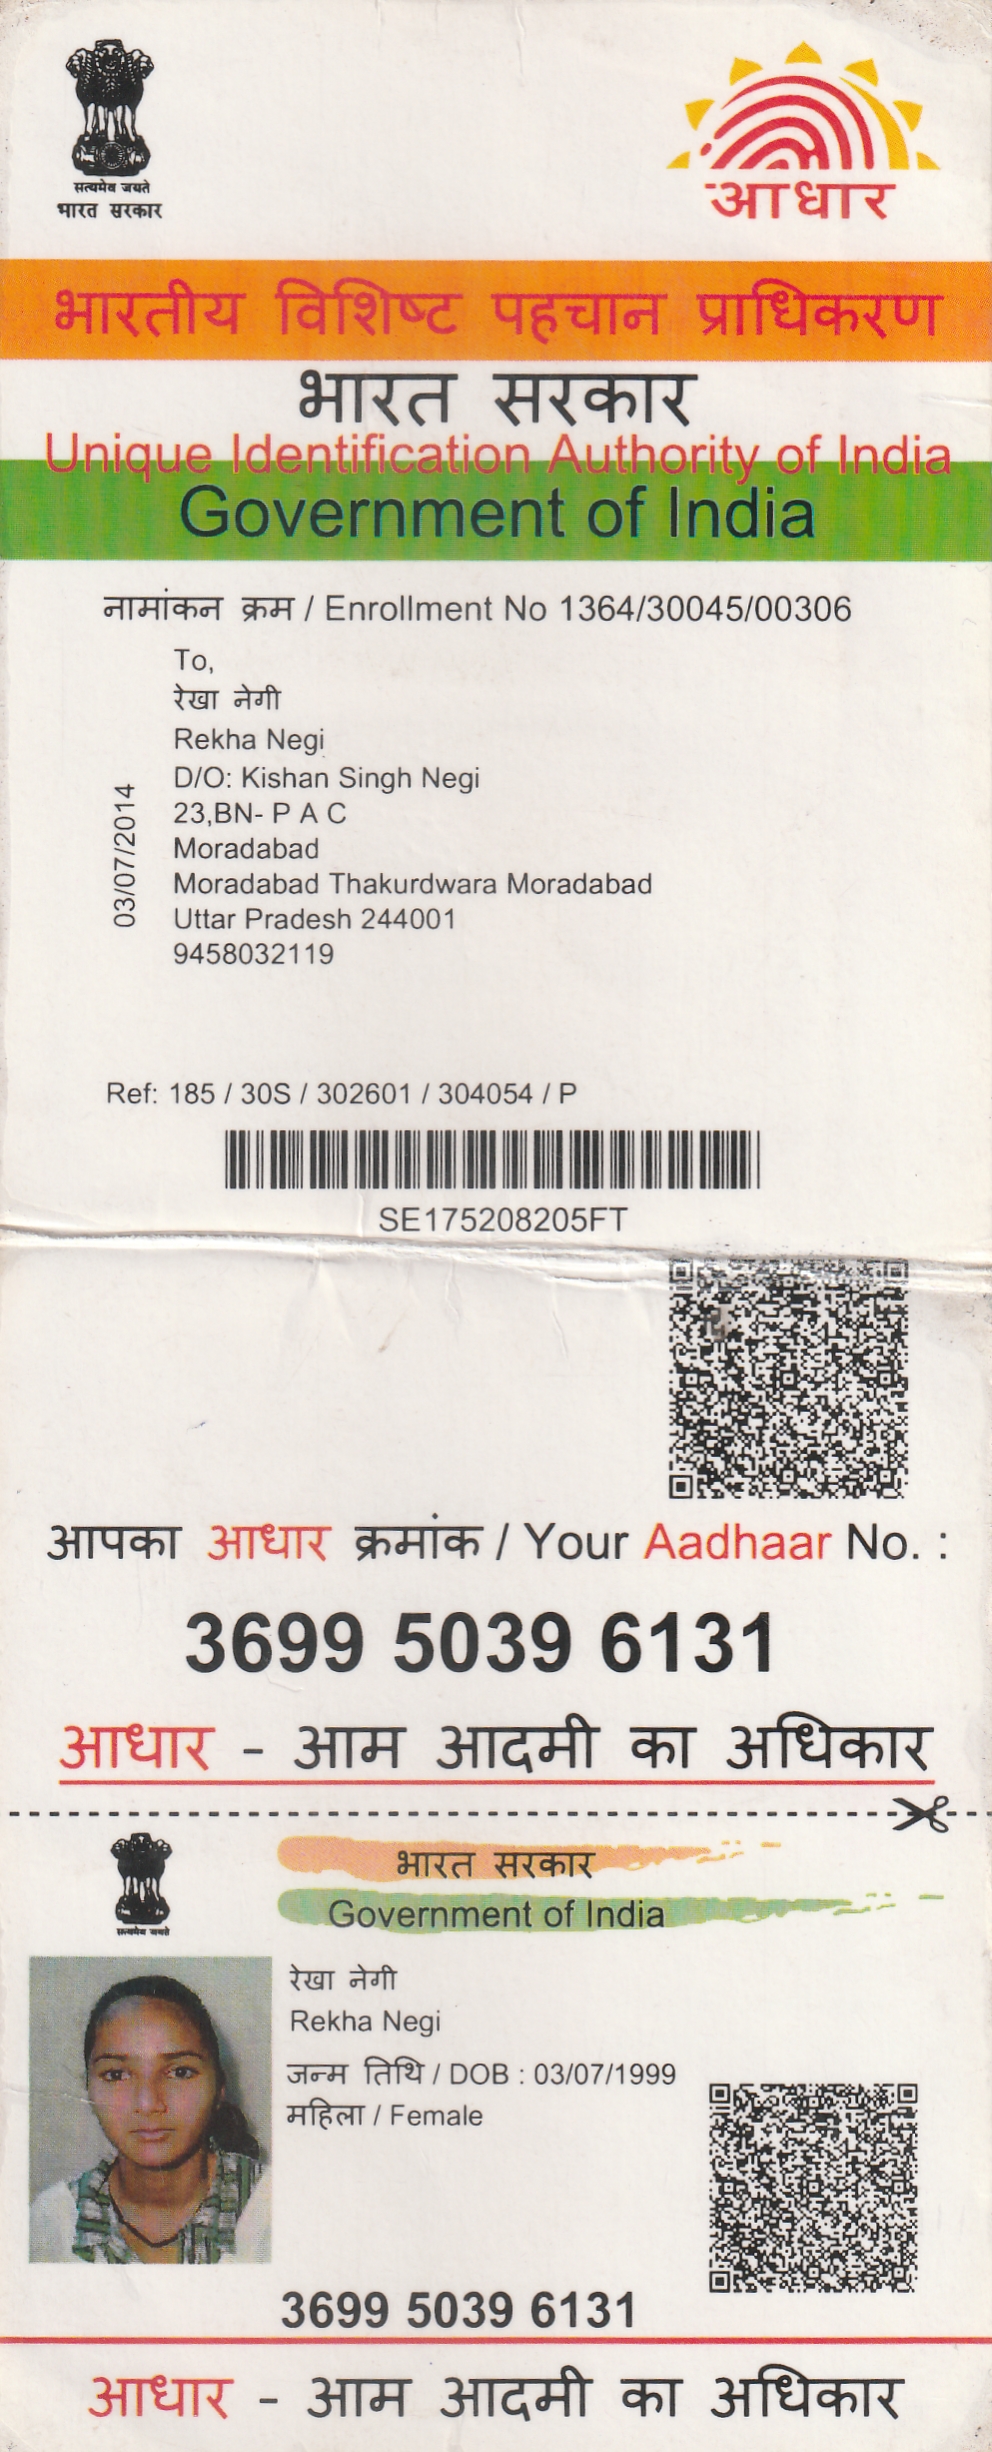 सत्यमेव जयते
भारत सरकार
आधार
भारतीय विशिष्ट पहचान प्राधिकरण
भारत सरकार
Unique Identification Authority of India
Government of India
नामांकन क्रम / Enrollment No 1364/30045/00306
To,
रेखा नेगी
Rekha Negi
D/O: Kishan Singh Negi
23,BN- P A C
Moradabad
Moradabad Thakurdwara Moradabad
Uttar Pradesh 244001
9458032119
03/07/2014
Ref: 185 / 30S / 302601 / 304054 / P
SE175208205FT
आपका आधार क्रमांक / Your Aadhaar No. :
3699 5039 6131
आधार - आम आदमी का अधिकार
सत्यमेव जयते
भारत सरकार
Government of India
रेखा नेगी
Rekha Negi
जन्म तिथि / DOB : 03/07/1999
महिला / Female
3699 5039 6131
आधार - आम आदमी का अधिकार